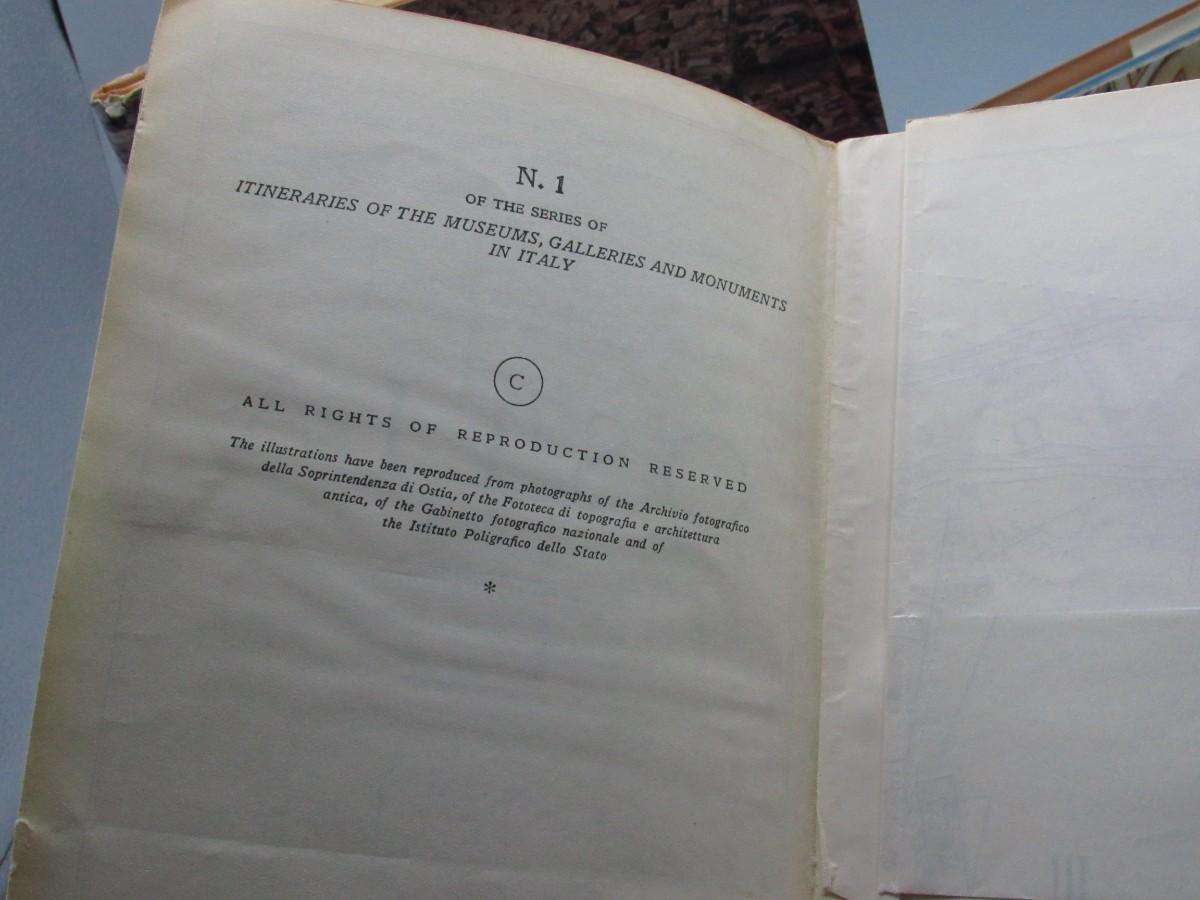 N. 1
OF THE SERIES OF
ITINERARIES OF THE MUSEUMS, GALLERIES AND MONUMENTS
IN ITALY
C
ALL RIGHTS OF REPRODUCTION RESERVED
The illustrations have been reproduced from photographs of the Archivio fotografico
della Soprintendenza di Ostia, of the Fototeca di topografia e architettura
antica, of the Gabinetto fotografico nazionale and of
the Istituto Poligrafico dello Stato
*